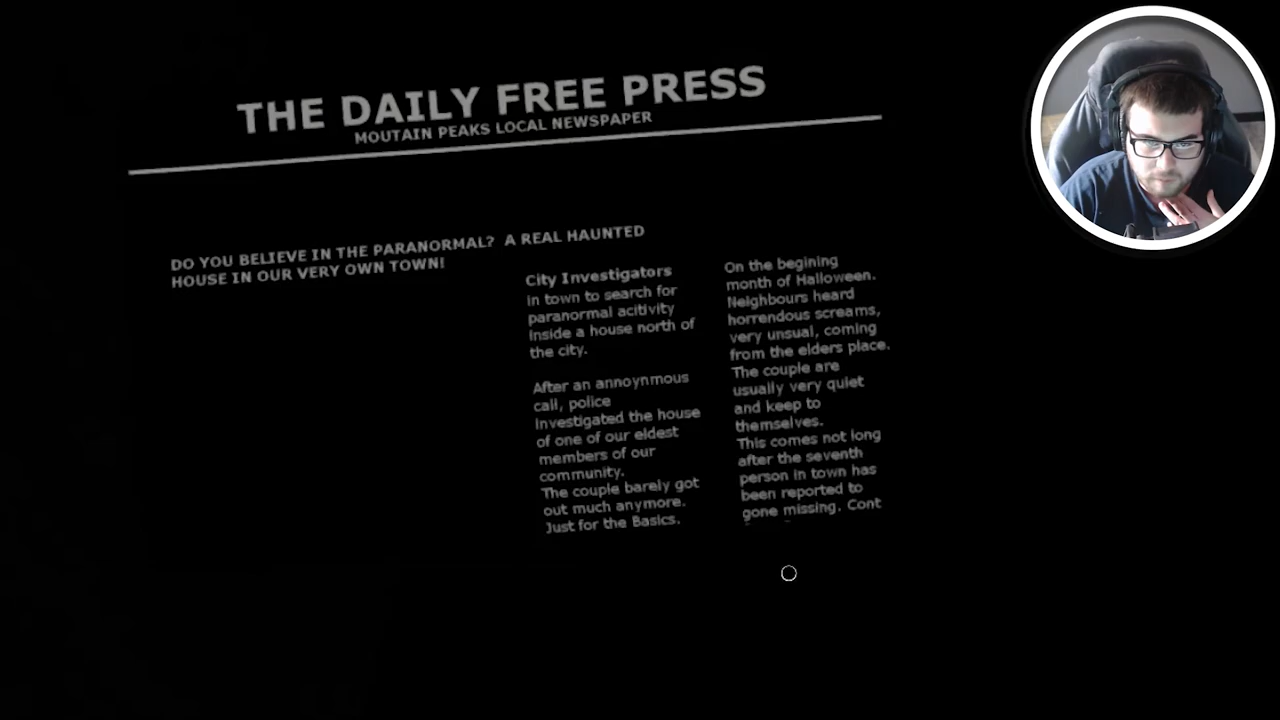 THE DAILY FREE PRESS
MOUTAIN PEAKS LOCAL NEWSPAPER
DO YOU BELIEVE IN THE PARANORMAL? A REAL HAUNTED
HOUSE IN OUR VERY OWN TOWN!
City Investigators
in town to search for
paranormal acitivity
inside a house north of
the city.
After an annoynmous
call, police
Investigated the house
of one of our eldest
members of our
community.
The couple barely got
out much anymore.
Just for the Basics.
On the begining
month of Halloween.
Neighbours heard
horrendous screams,
very unsual, coming
from the elders place.
The couple are
usually very quiet
and keep to
themselves.
This comes not long
after the seventh
person in town has
been reported to
gone missing. Cont